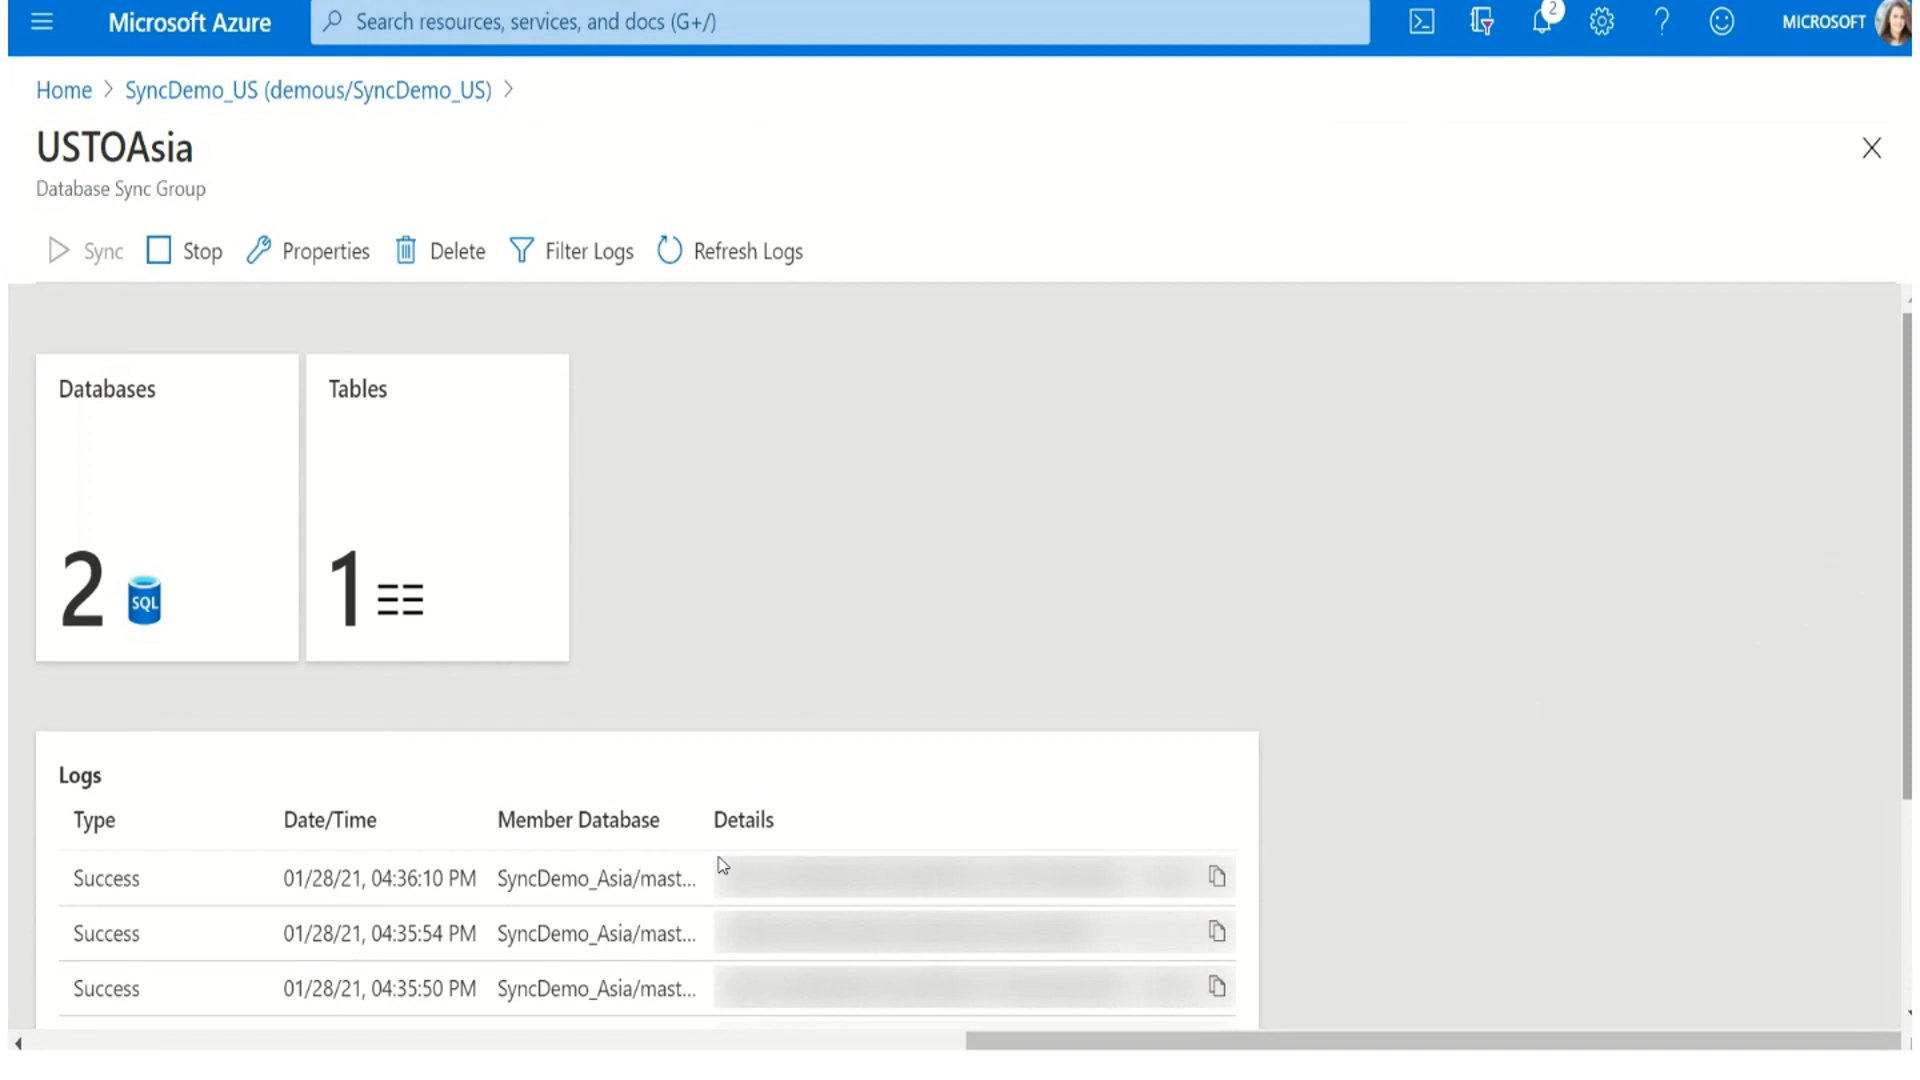 Microsoft Azure
Search resources, services, and docs (G+/)
2
MICROSOFT
Home > SyncDemo_US (demous/SyncDemo_US) >
USTOAsia
Database Sync Group
Sync Stop Properties Delete Filter Logs Refresh Logs
Databases
2
SQL
Tables
1
Logs
Type Date/Time Member Database Details
Success 01/28/21, 04:36:10 PM SyncDemo_Asia/mast...
Success 01/28/21, 04:35:54 PM SyncDemo_Asia/mast...
Success 01/28/21, 04:35:50 PM SyncDemo_Asia/mast...